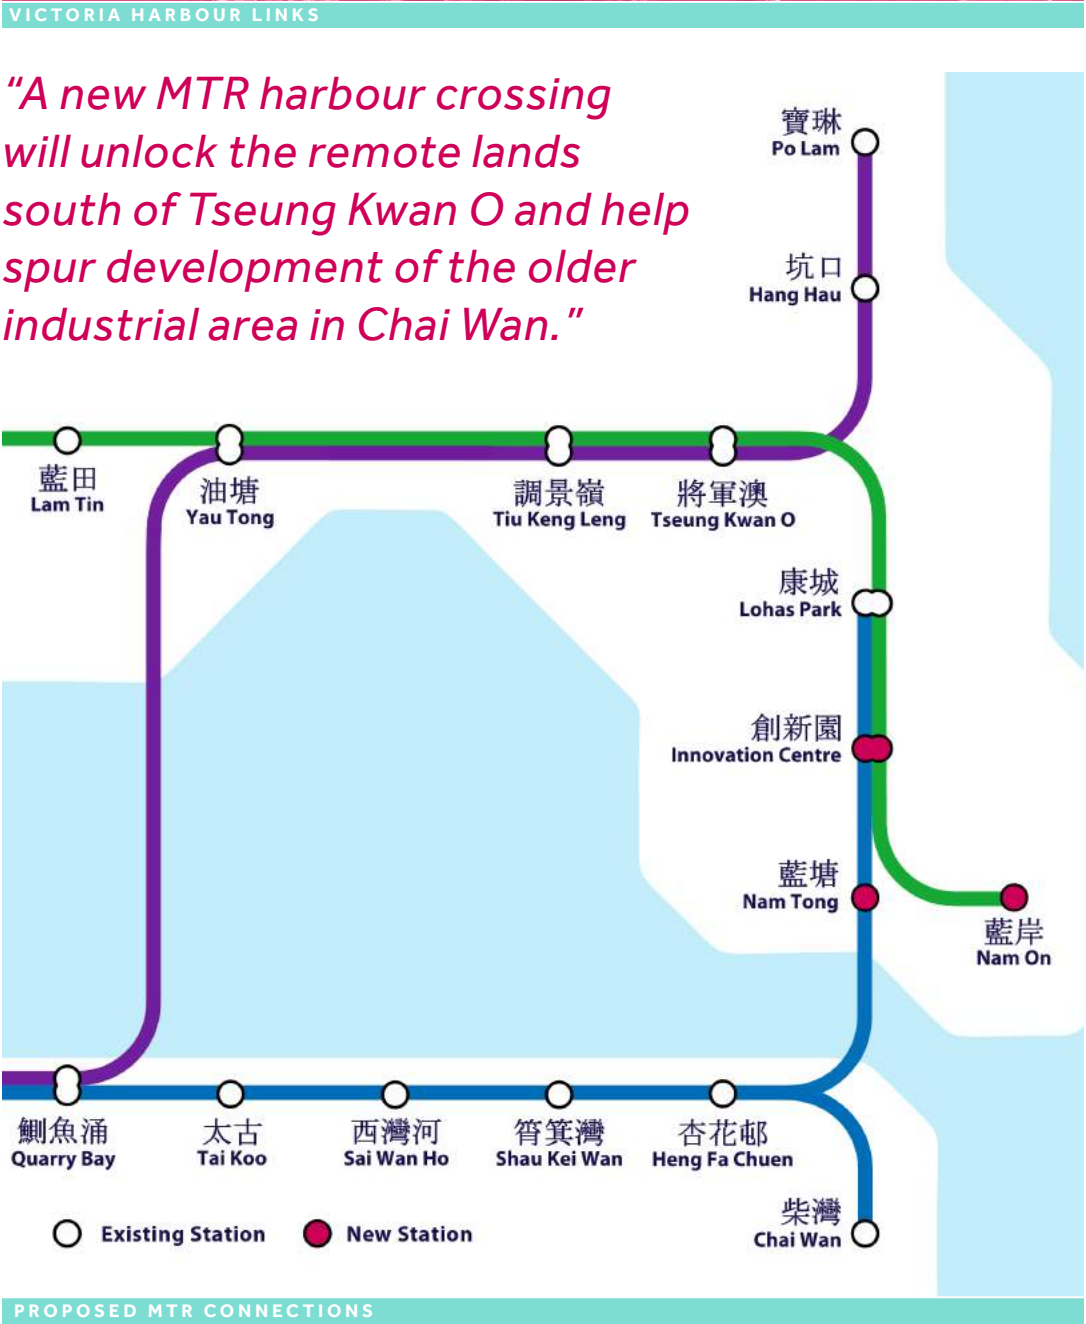 VICTORIA HARBOUR LINKS
“A new MTR harbour crossing
will unlock the remote lands
south of Tseung Kwan O and help
spur development of the older
industrial area in Chai Wan.”
寶琳
Po Lam
坑口
Hang Hau
藍田
Lam Tin
油塘
Yau Tong
調景嶺
Tiu Keng Leng
將軍澳
Tseung Kwan O
康城
Lohas Park
創新園
Innovation Centre
藍塘
Nam Tong
藍岸
Nam On
鰂魚涌
Quarry Bay
太古
Tai Koo
西灣河
Sai Wan Ho
筲箕灣
Shau Kei Wan
杏花邨
Heng Fa Chuen
柴灣
Chai Wan
Existing Station
New Station
PROPOSED MTR CONNECTIONS